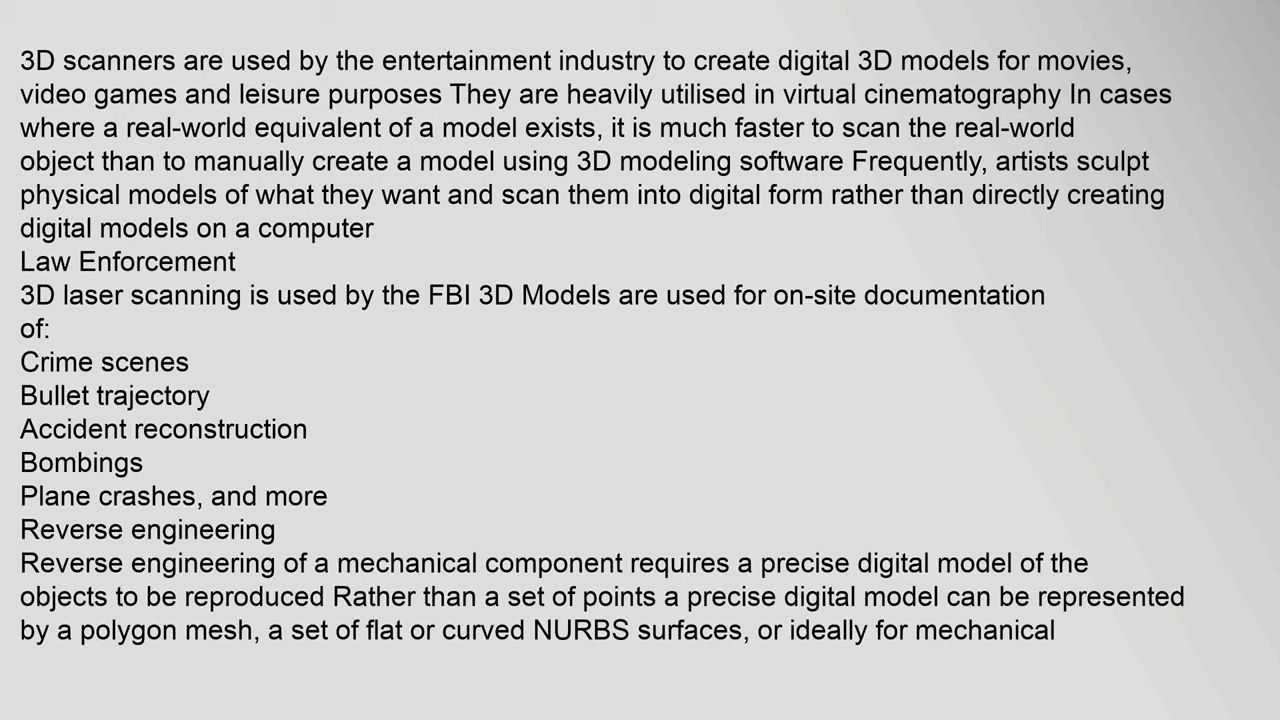 3D scanners are used by the entertainment industry to create digital 3D models for movies,
video games and leisure purposes They are heavily utilised in virtual cinematography In cases
where a real-world equivalent of a model exists, it is much faster to scan the real-world
object than to manually create a model using 3D modeling software Frequently, artists sculpt
physical models of what they want and scan them into digital form rather than directly creating
digital models on a computer
Law Enforcement
3D laser scanning is used by the FBI 3D Models are used for on-site documentation
of:
Crime scenes
Bullet trajectory
Accident reconstruction
Bombings
Plane crashes, and more
Reverse engineering
Reverse engineering of a mechanical component requires a precise digital model of the
objects to be reproduced Rather than a set of points a precise digital model can be represented
by a polygon mesh, a set of flat or curved NURBS surfaces, or ideally for mechanical